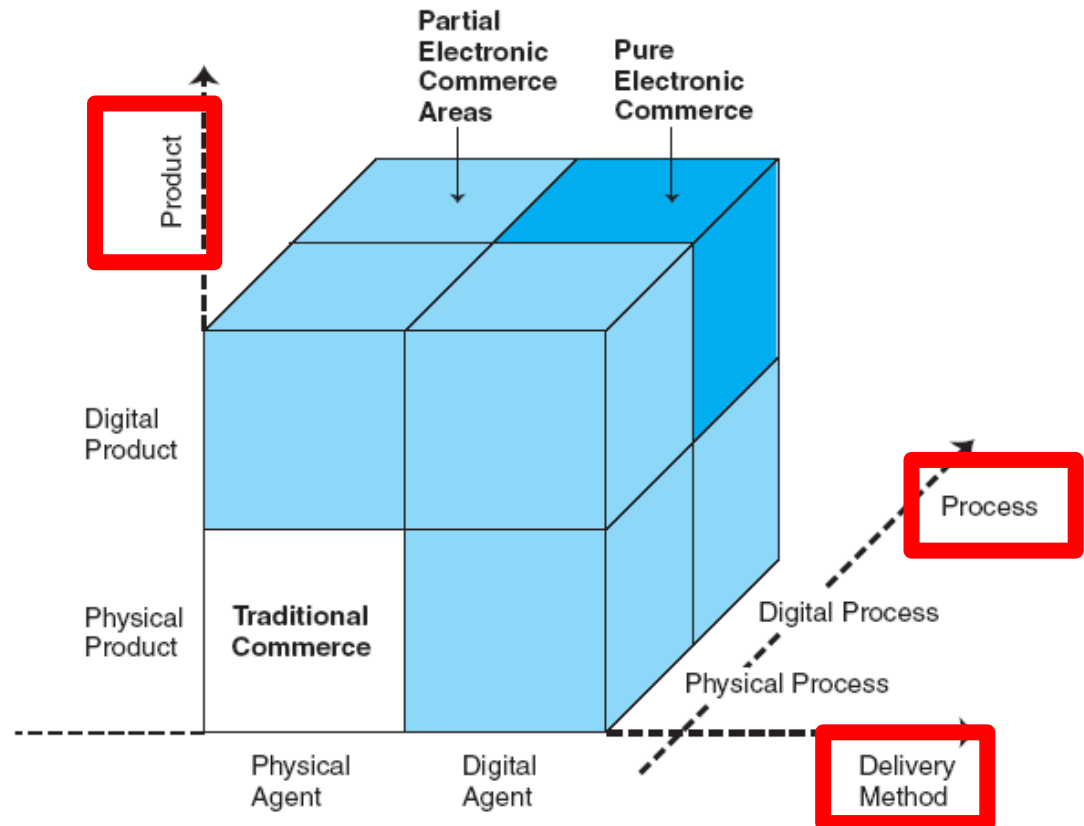 Partial
Electronic
Commerce
Areas
Pure
Electronic
Commerce
Product
Digital
Product
Process
Physical
Product
Traditional
Commerce
Digital Process
Physical Process
Physical
Agent
Digital
Agent
Delivery
Method